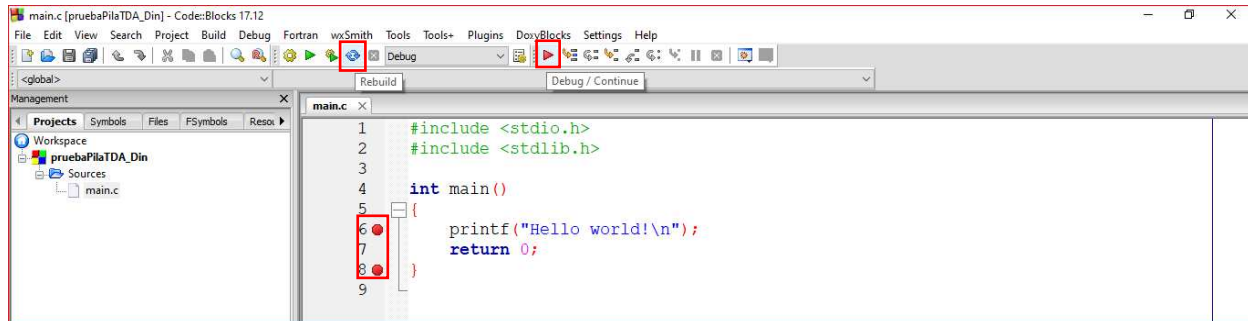 main.c [pruebaPilaTDA_Din] - Code::Blocks 17.12
File Edit View Search Project Build Debug Fortran wxSmith Tools Tools+ Plugins DoxyBlocks Settings Help
Debug
<global>
Rebuild
Debug / Continue
Management
Projects Symbols Files FSymbols
Workspace
pruebaPilaTDA_Din
Sources
main.c
main.c
1 #include <stdio.h>
2 #include <stdlib.h>
3
4 int main()
5 {
6 printf("Hello world!\n");
7 return 0;
8 }
9